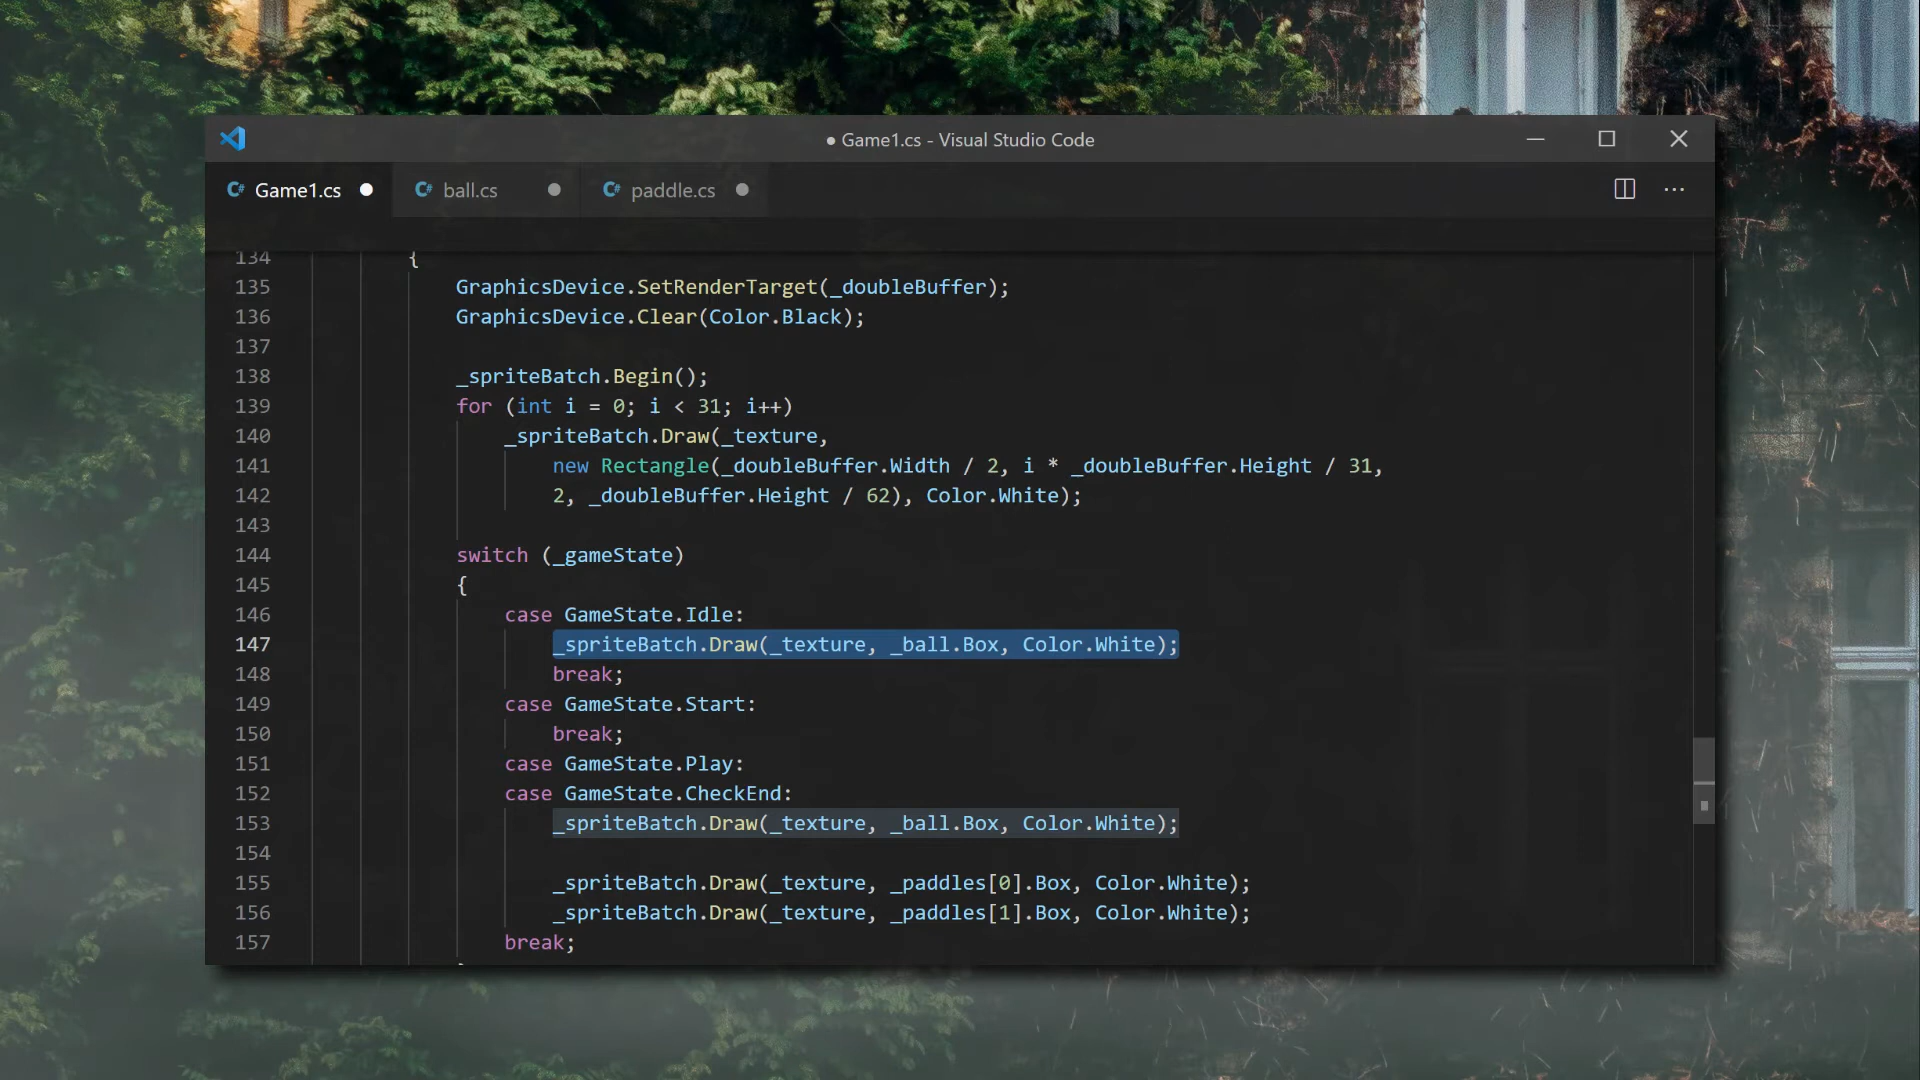 ● Game1.cs - Visual Studio Code
C# Game1.cs ● C# ball.cs ● C# paddle.cs ●
134 {
135 GraphicsDevice.SetRenderTarget(_doubleBuffer);
136 GraphicsDevice.Clear(Color.Black);
137
138 _spriteBatch.Begin();
139 for (int i = 0; i < 31; i++)
140 _spriteBatch.Draw(_texture,
141 new Rectangle(_doubleBuffer.Width / 2, i * _doubleBuffer.Height / 31,
142 2, _doubleBuffer.Height / 62), Color.White);
143
144 switch (_gameState)
145 {
146 case GameState.Idle:
147 _spriteBatch.Draw(_texture, _ball.Box, Color.White);
148 break;
149 case GameState.Start:
150 break;
151 case GameState.Play:
152 case GameState.CheckEnd:
153 _spriteBatch.Draw(_texture, _ball.Box, Color.White);
154
155 _spriteBatch.Draw(_texture, _paddles[0].Box, Color.White);
156 _spriteBatch.Draw(_texture, _paddles[1].Box, Color.White);
157 break;